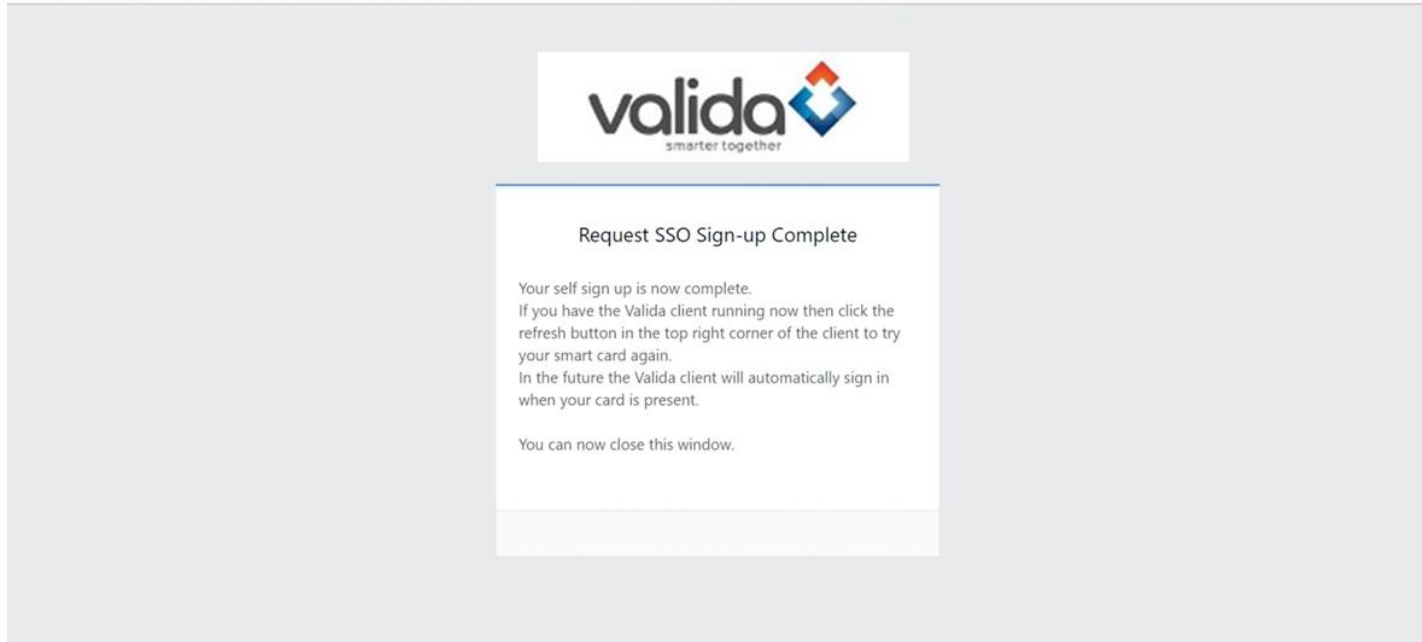 valida
smarter together
Request SSO Sign-up Complete
Your self sign up is now complete.
If you have the Valida client running now then click the
refresh button in the top right corner of the client to try
your smart card again.
In the future the Valida client will automatically sign in
when your card is present.
You can now close this window.